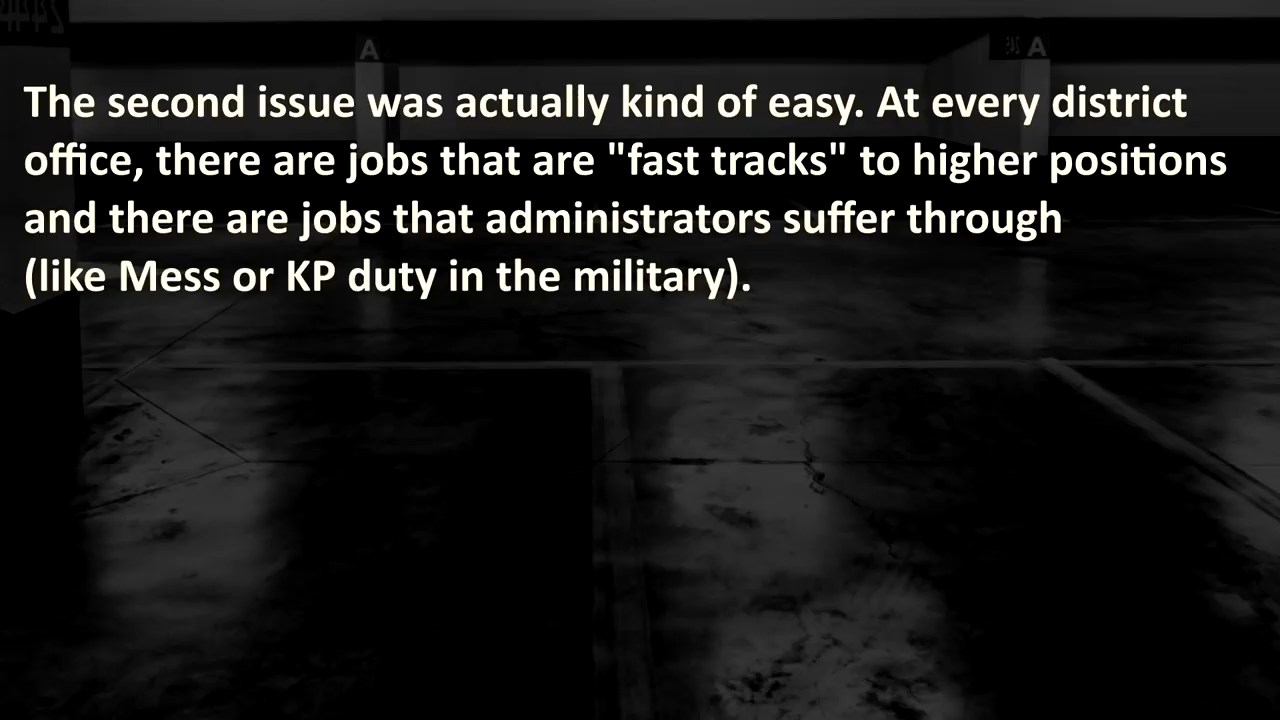 A
A
The second issue was actually kind of easy. At every district
office, there are jobs that are "fast tracks" to higher positions
and there are jobs that administrators suffer through
(like Mess or KP duty in the military).